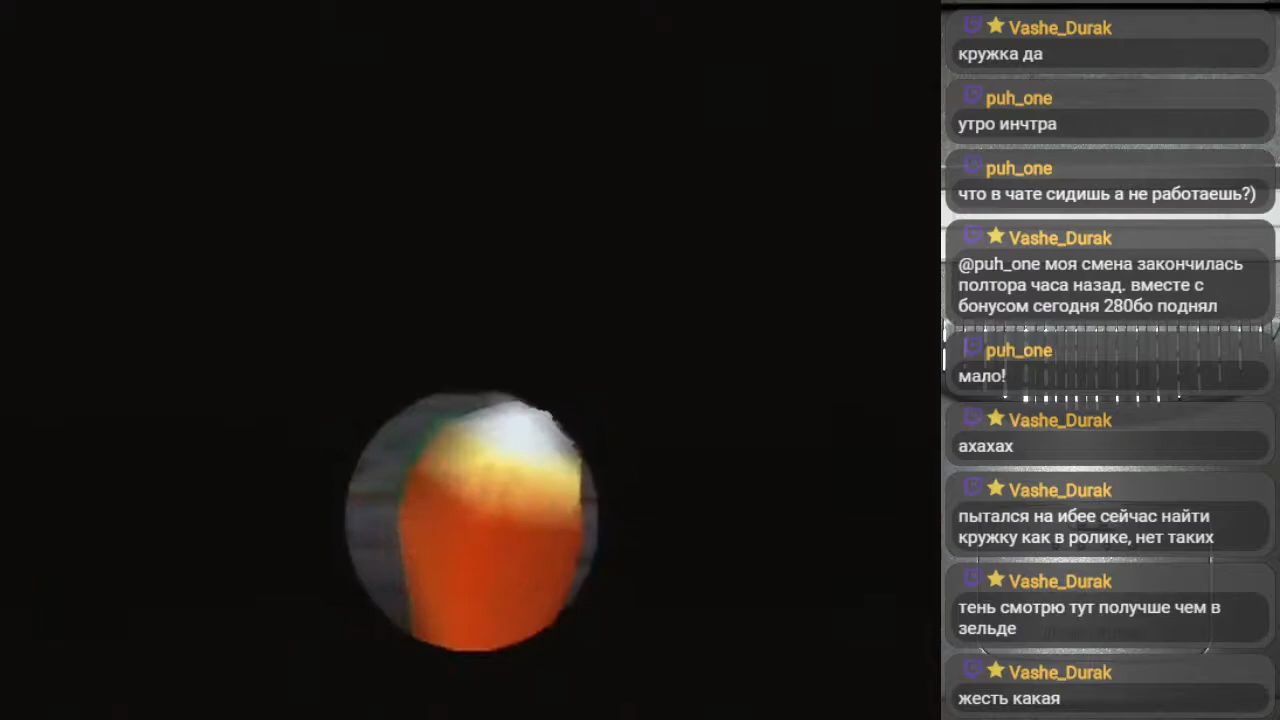 Vashe_Durak
кружка да
puh_one
утро инчтра
puh_one
что в чате сидишь а не работаешь?)
Vashe_Durak
@puh_one моя смена закончилась
полтора часа назад. вместе с
бонусом сегодня 280бо поднял
puh_one
мало!
Vashe_Durak
ахахах
Vashe_Durak
пытался на ибее сейчас найти
кружку как в ролике, нет таких
Vashe_Durak
тень смотрю тут получше чем в
зельде
Vashe_Durak
жесть какая